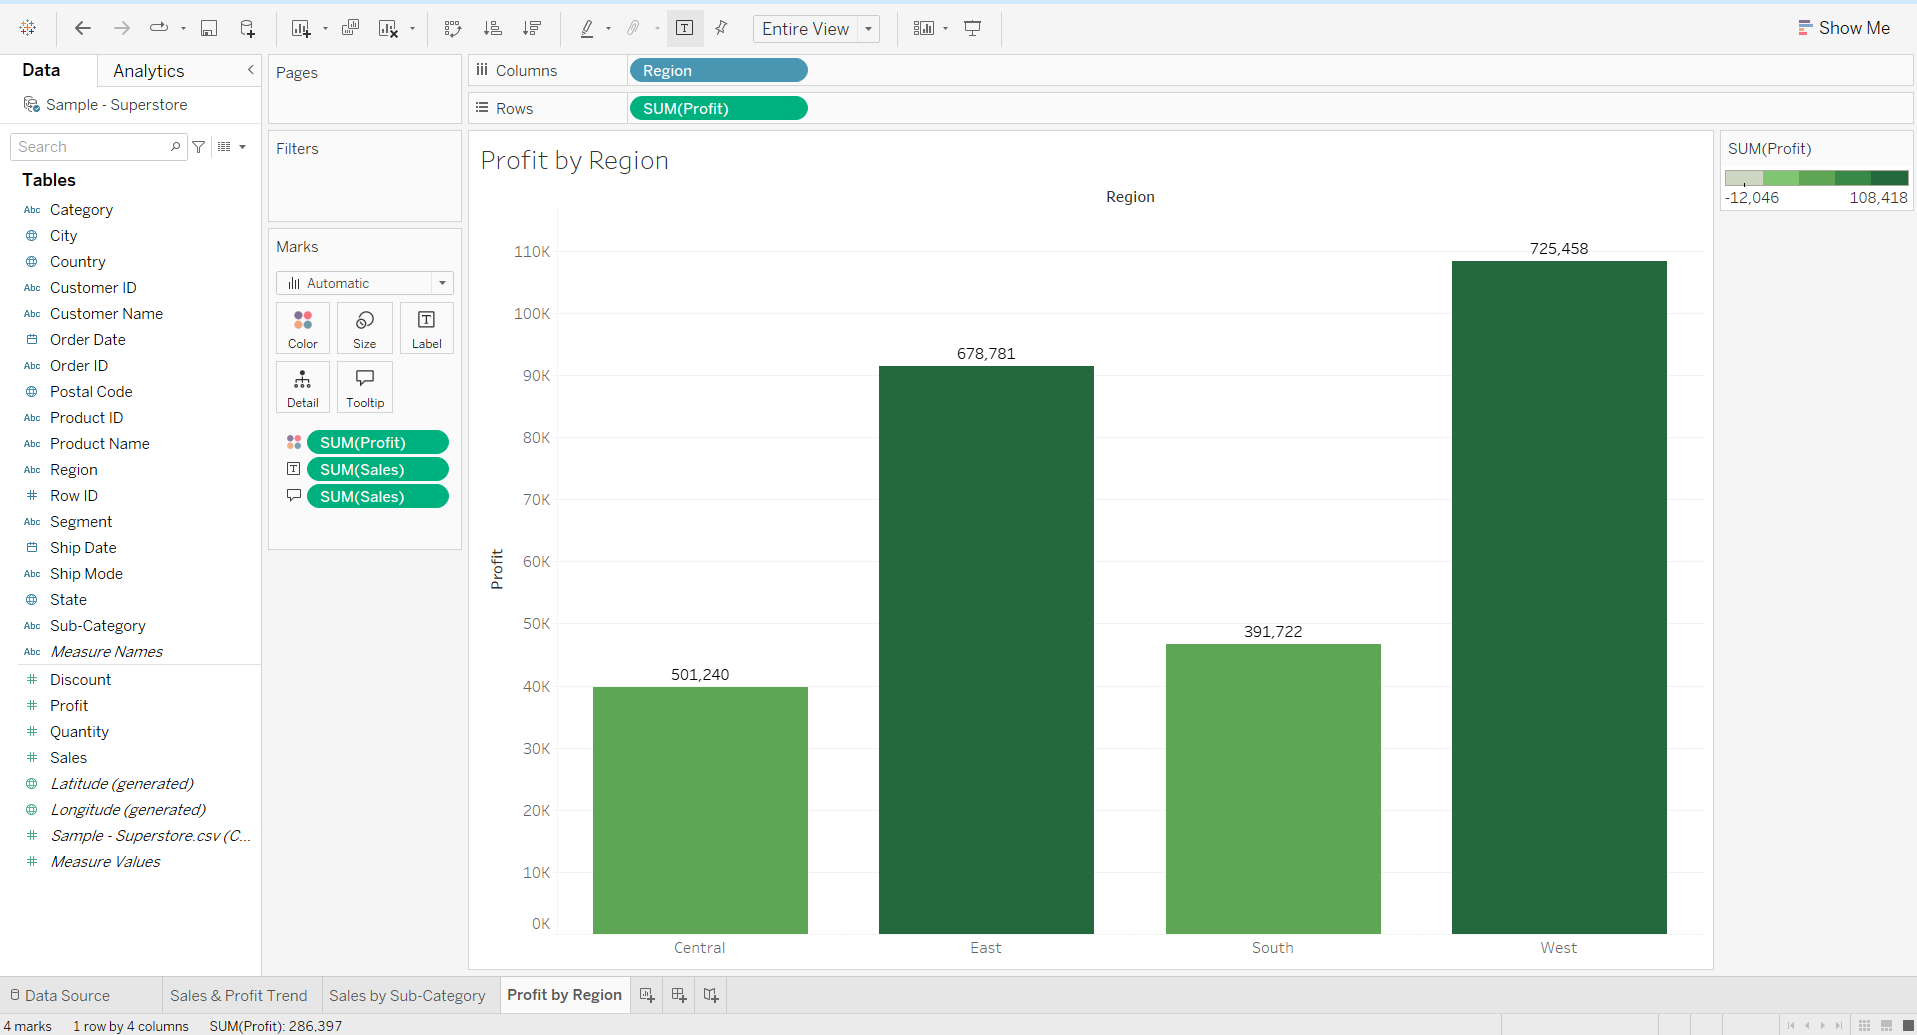 Entire View
Show Me
Data
Analytics
Sample - Superstore
Search
Tables
Abc Category
City
Country
Abc Customer ID
Abc Customer Name
Order Date
Abc Order ID
Postal Code
Abc Product ID
Abc Product Name
Abc Region
# Row ID
Abc Segment
Ship Date
Abc Ship Mode
State
Abc Sub-Category
Abc Measure Names
# Discount
# Profit
# Quantity
# Sales
Latitude (generated)
Longitude (generated)
# Sample - Superstore.csv (C...
# Measure Values
Pages
Filters
Marks
Automatic
Color
Size
T
Label
Detail
Tooltip
SUM(Profit)
T SUM(Sales)
SUM(Sales)
Columns
Region
Rows
SUM(Profit)
Profit by Region
Region
Profit
110K
100K
90K
80K
70K
60K
50K
40K
30K
20K
10K
0K
501,240
678,781
391,722
725,458
Central
East
South
West
SUM(Profit)
-12,046
108,418
Data Source
Sales & Profit Trend
Sales by Sub-Category
Profit by Region
4 marks
1 row by 4 columns
SUM(Profit): 286,397